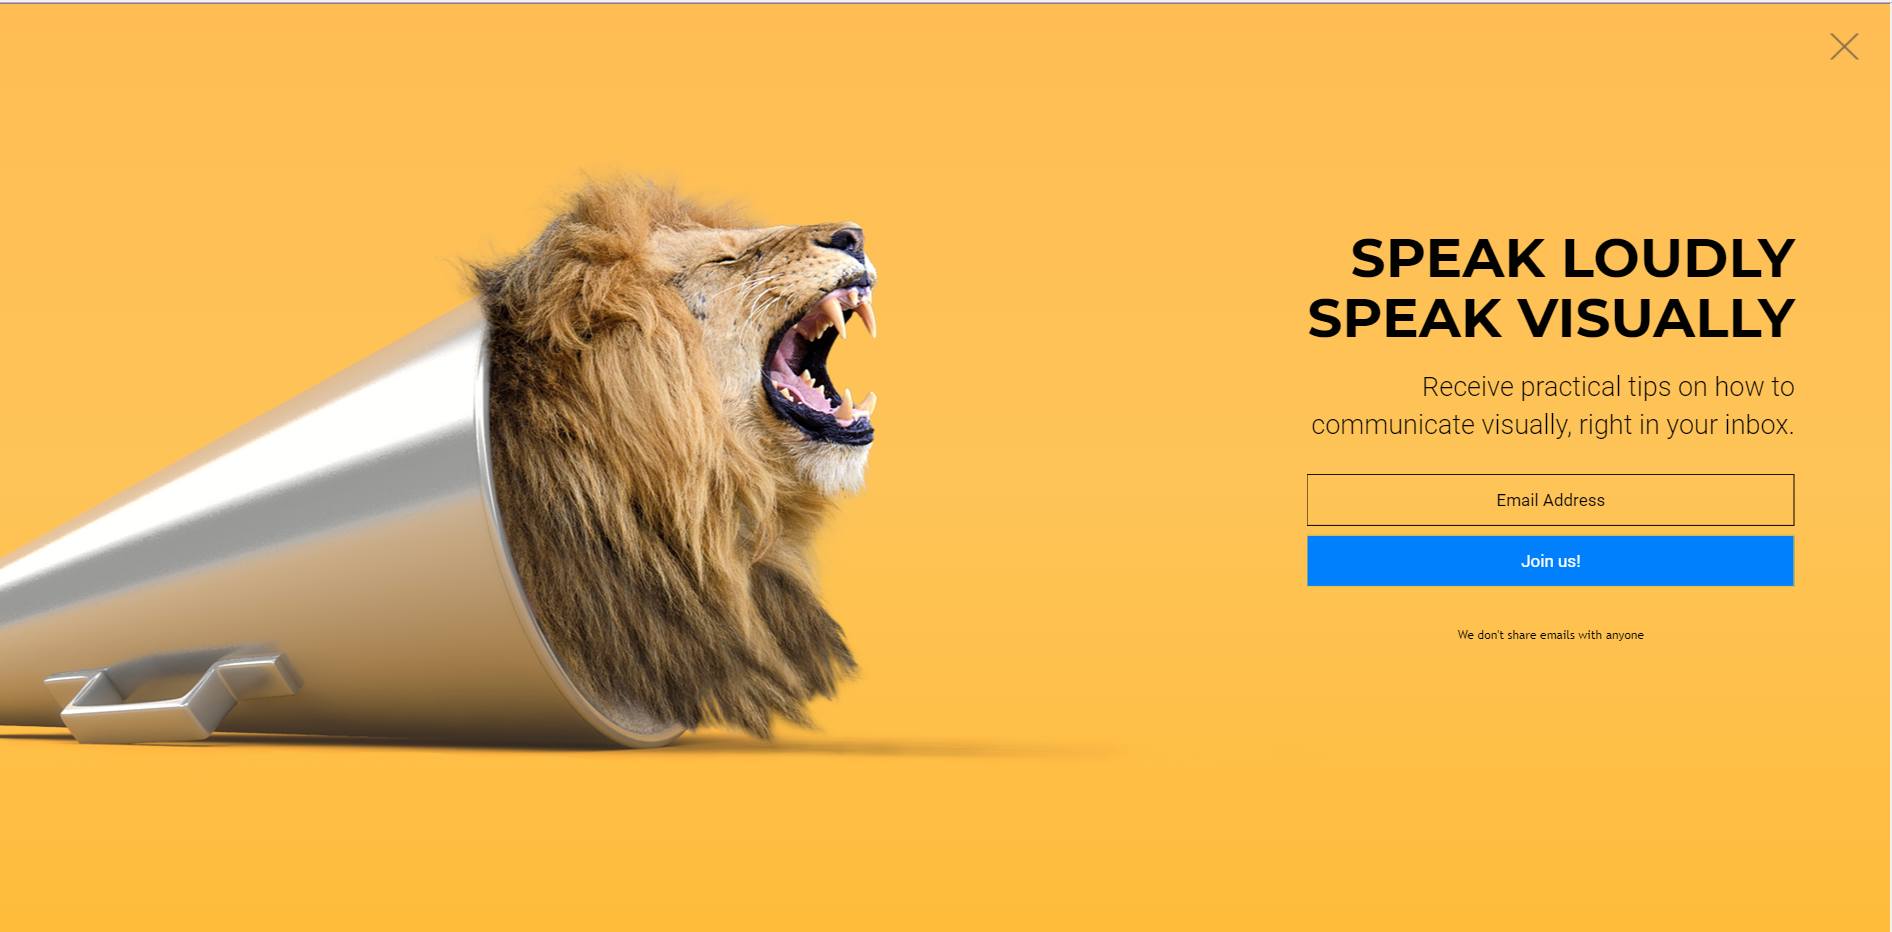 SPEAK LOUDLY
SPEAK VISUALLY
Receive practical tips on how to
communicate visually, right in your inbox.
Email Address
Join us!
We don't share emails with anyone